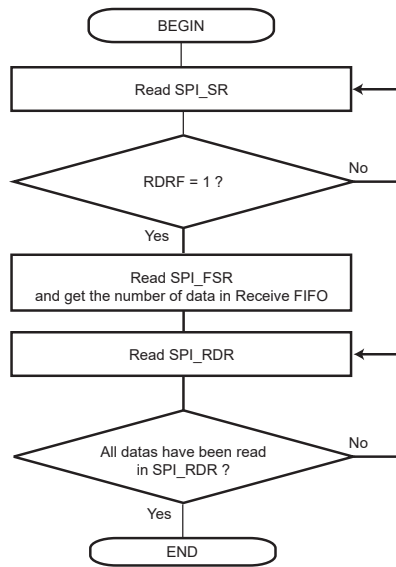 BEGIN
Read SPI_SR
RDRF = 1 ?
No
Yes
Read SPI_FSR
and get the number of data in Receive FIFO
Read SPI_RDR
All datas have been read
in SPI_RDR ?
No
Yes
END